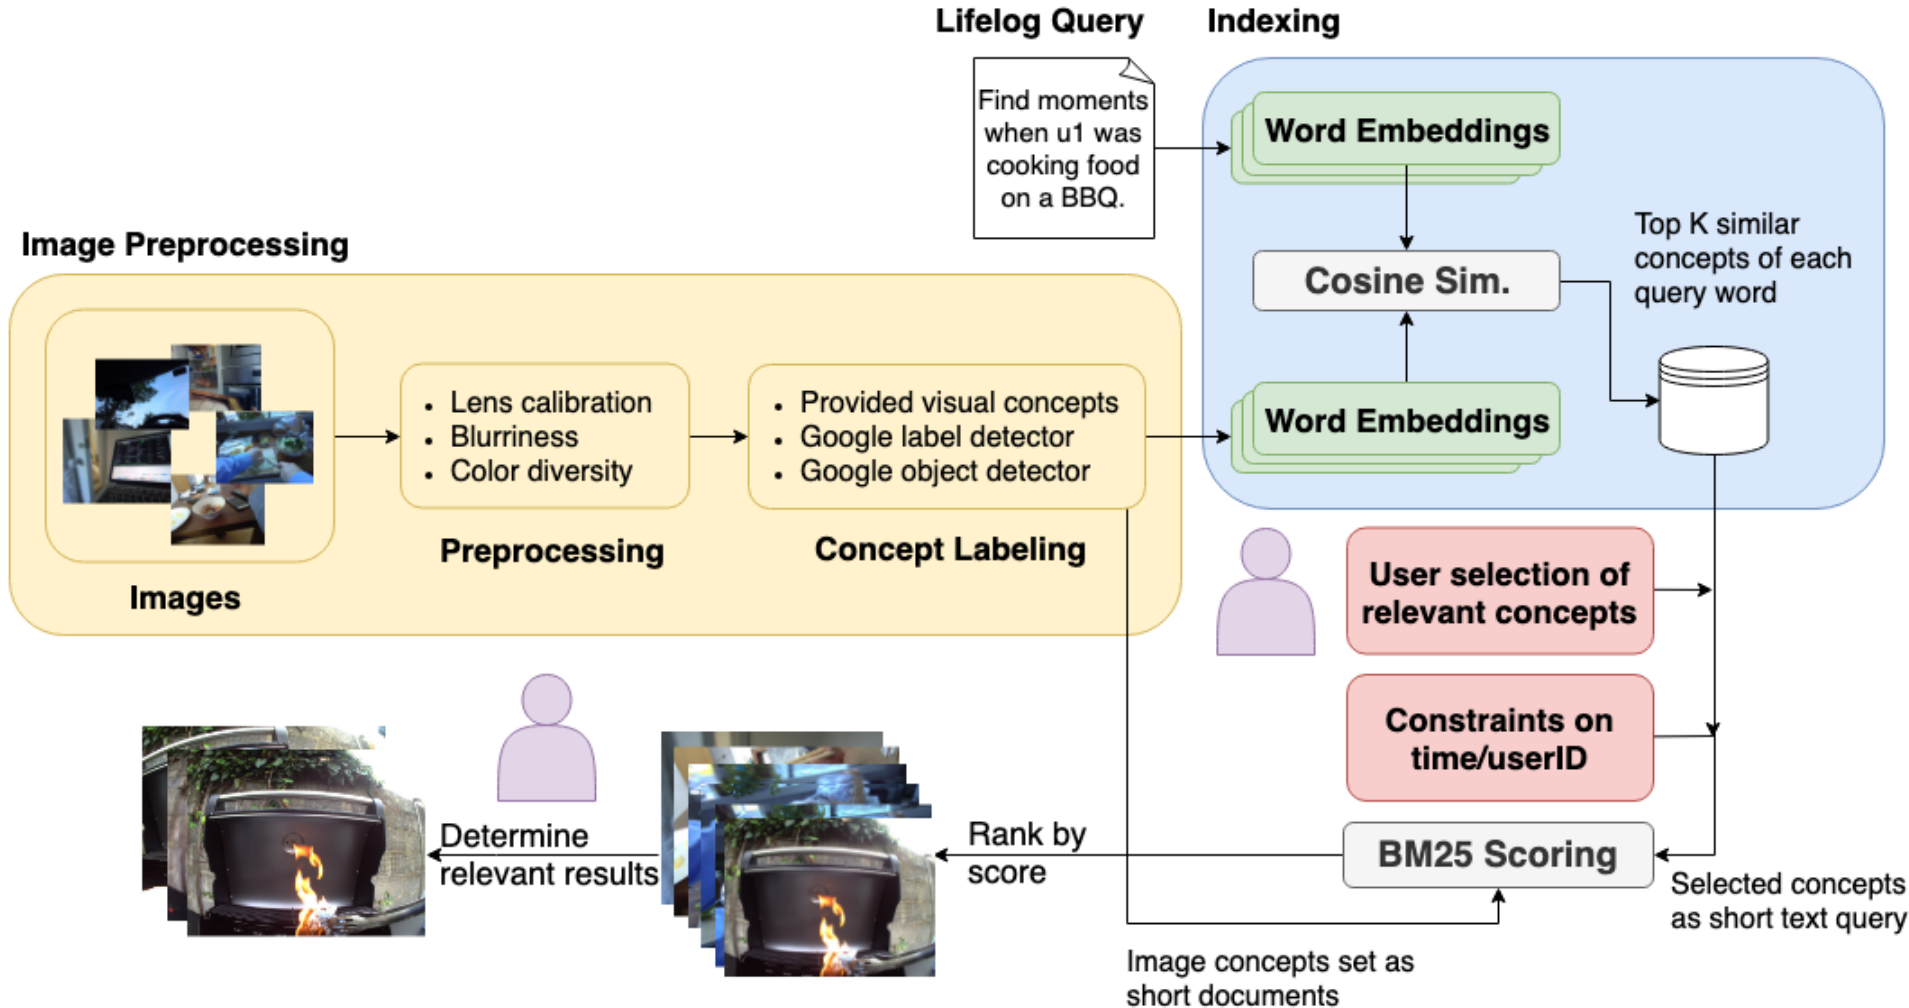 Lifelog Query
Indexing
Find moments
when u1 was
cooking food
on a BBQ.
Word Embeddings
Cosine Sim.
Top K similar
concepts of each
query word
Word Embeddings
Image Preprocessing
Images
• Lens calibration
• Blurriness
• Color diversity
Preprocessing
• Provided visual concepts
• Google label detector
• Google object detector
Concept Labeling
User selection of
relevant concepts
Constraints on
time/userID
BM25 Scoring
Selected concepts
as short text query
Image concepts set as
short documents
Rank by
score
Determine
relevant results